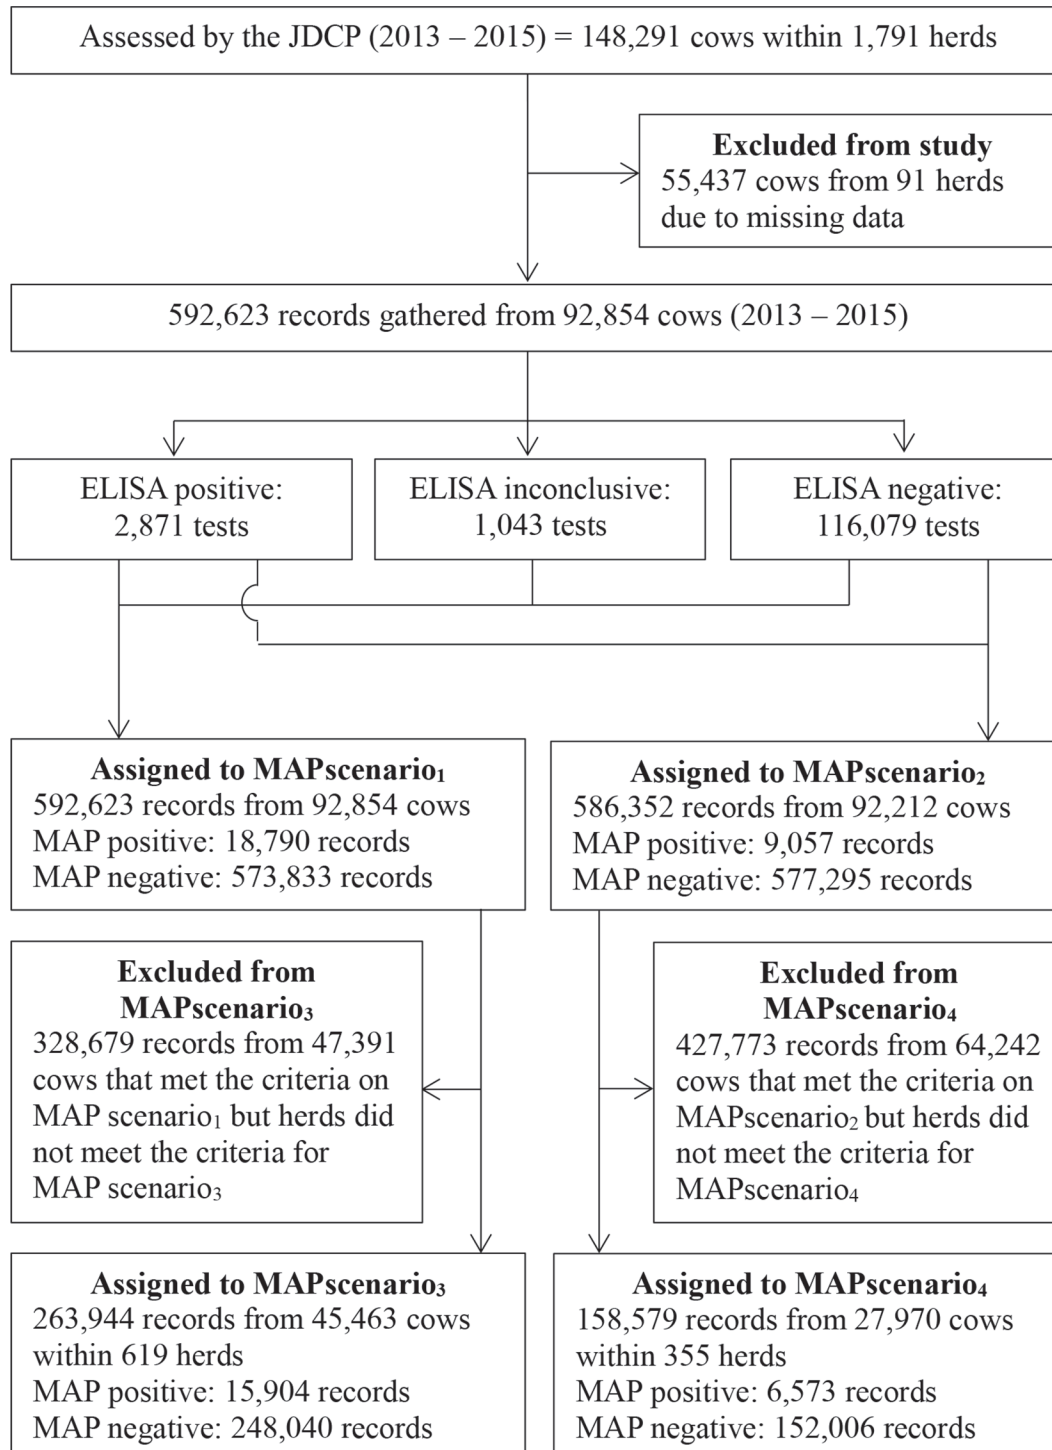 Assessed by the JDCP (2013 – 2015) = 148,291 cows within 1,791 herds
Excluded from study
55,437 cows from 91 herds
due to missing data
592,623 records gathered from 92,854 cows (2013 – 2015)
ELISA positive:
2,871 tests
ELISA inconclusive:
1,043 tests
ELISA negative:
116,079 tests
Assigned to MAPscenario₁
592,623 records from 92,854 cows
MAP positive: 18,790 records
MAP negative: 573,833 records
Assigned to MAPscenario₂
586,352 records from 92,212 cows
MAP positive: 9,057 records
MAP negative: 577,295 records
Excluded from
MAPscenario₃
328,679 records from 47,391
cows that met the criteria on
MAP scenario₁ but herds did
not meet the criteria for
MAP scenario₃
Excluded from
MAPscenario₄
427,773 records from 64,242
cows that met the criteria on
MAPscenario₂ but herds did
not meet the criteria for
MAPscenario₄
Assigned to MAPscenario₃
263,944 records from 45,463 cows
within 619 herds
MAP positive: 15,904 records
MAP negative: 248,040 records
Assigned to MAPscenario₄
158,579 records from 27,970 cows
within 355 herds
MAP positive: 6,573 records
MAP negative: 152,006 records